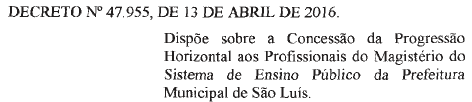 DECRETO Nº 47.955, DE 13 DE ABRIL DE 2016.
Dispõe sobre a Concessão da Progressão
Horizontal aos Profissionais do Magistério do
Sistema de Ensino Público da Prefeitura
Municipal de São Luís.